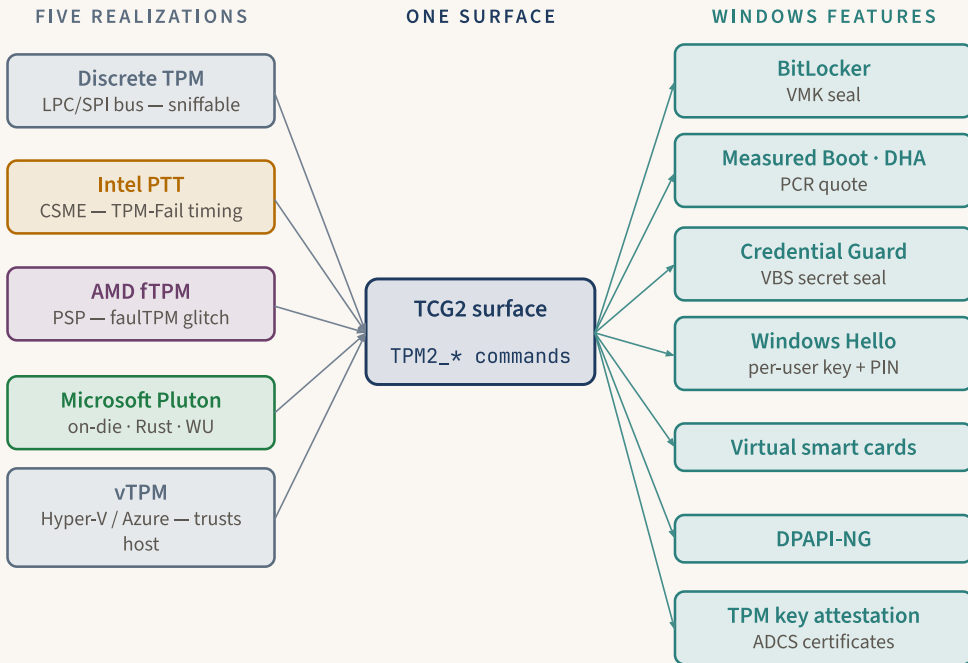 FIVE REALIZATIONS
Discrete TPM
LPC/SPI bus — sniffable
Intel PTT
CSME — TPM-Fail timing
AMD fTPM
PSP — faulTPM glitch
Microsoft Pluton
on-die · Rust · WU
vTPM
Hyper-V / Azure — trusts
host
ONE SURFACE
TCG2 surface
TPM2_* commands
WINDOWS FEATURES
BitLocker
VMK seal
Measured Boot · DHA
PCR quote
Credential Guard
VBS secret seal
Windows Hello
per-user key + PIN
Virtual smart cards
DPAPI-NG
TPM key attestation
ADCS certificates